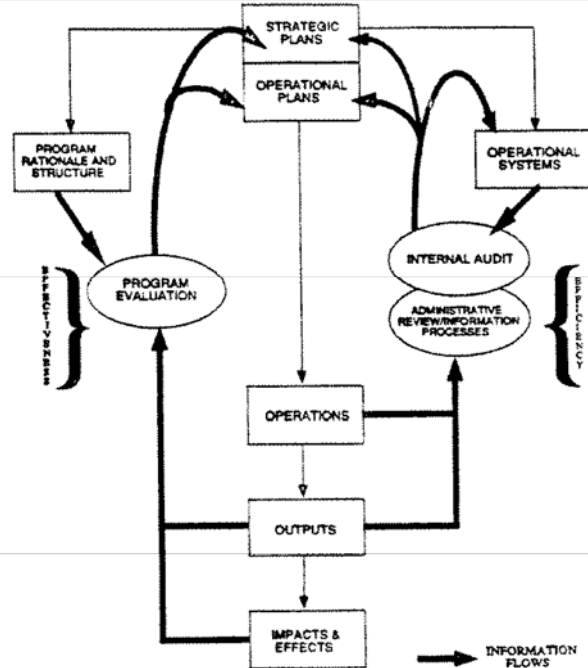 STRATEGIC
PLANS
OPERATIONAL
PLANS
PROGRAM
RATIONALE AND
STRUCTURE
OPERATIONAL
SYSTEMS
PROGRAM
EVALUATION
INTERNAL AUDIT
ADMINISTRATIVE
REVIEW/INFORMATION
PROCESSES
EFFECTIVENESS
EFFICIENCY
OPERATIONS
OUTPUTS
IMPACTS &
EFFECTS
INFORMATION
FLOWS